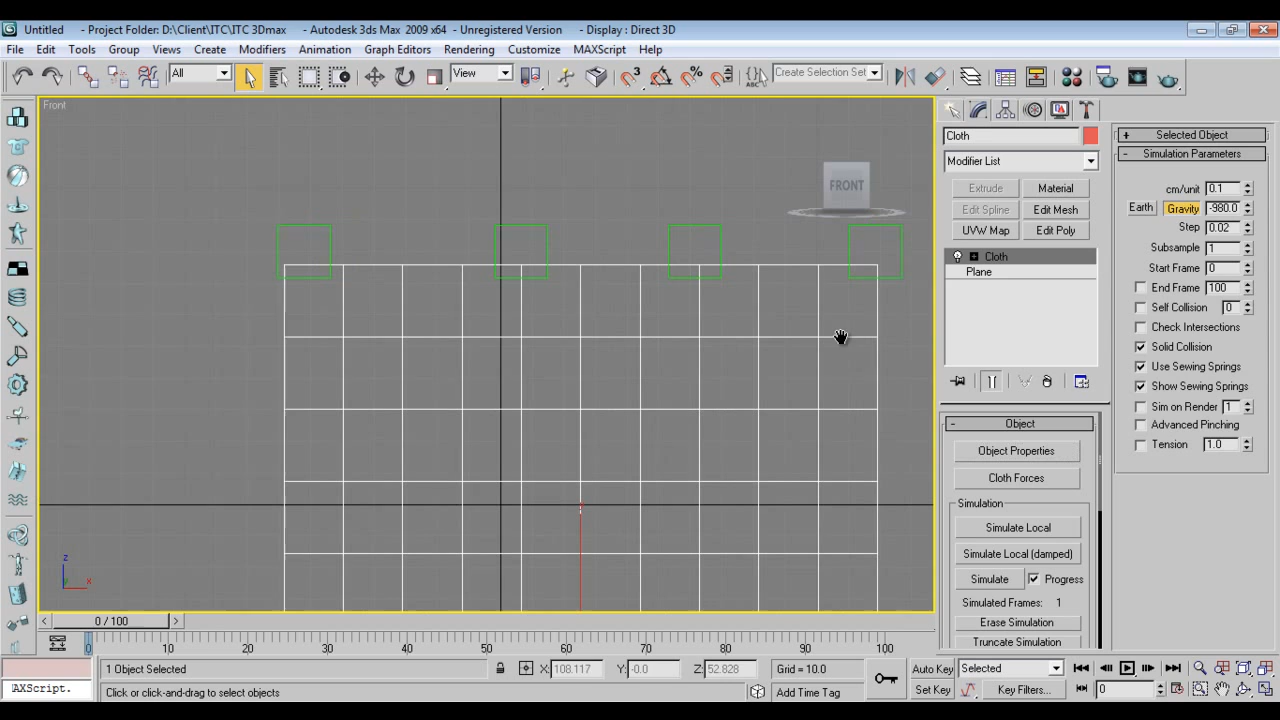 Untitled - Project Folder: D:\Client\ITC\ITC 3Dmax - Autodesk 3ds Max 2009 x64 - Unregistered Version - Display : Direct 3D
File Edit Tools Group Views Create Modifiers Animation Graph Editors Rendering Customize MAXScript Help
All View Create Selection Set
Front
FRONT
z
x
Cloth
Modifier List
Extrude Material
Edit Spline Edit Mesh
UVW Map Edit Poly
Cloth
Plane
- Object
Object Properties
Cloth Forces
Simulation
Simulate Local
Simulate Local (damped)
Simulate Progress
Simulated Frames: 1
Erase Simulation
Truncate Simulation
+ Selected Object
- Simulation Parameters
cm/unit 0.1
Earth Gravity -980.0
Step 0.02
Subsample 1
Start Frame 0
End Frame 100
Self Collision 0
Check Intersections
Solid Collision
Use Sewing Springs
Show Sewing Springs
Sim on Render 1
Advanced Pinching
Tension 1.0
0 / 100
0 10 20 30 40 50 60 70 80 90 100
1 Object Selected X: 108.117 Y: -0.0 Z: 52.828 Grid = 10.0 Auto Key Selected
AXScript. Click or click-and-drag to select objects Add Time Tag Set Key Key Filters... 0